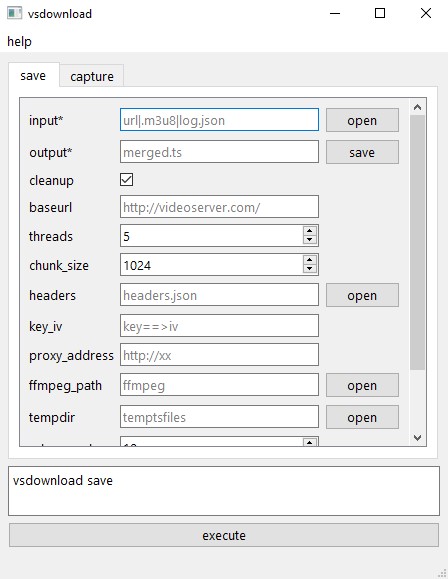 vsdownload
help
save capture
input* url|.m3u8|log.json open
output* merged.ts save
cleanup
baseurl http://videoserver.com/
threads 5
chunk_size 1024
headers headers.json open
key_iv key==>iv
proxy_address http://xx
ffmpeg_path ffmpeg open
tempdir temptsfiles open
vsdownload save
execute